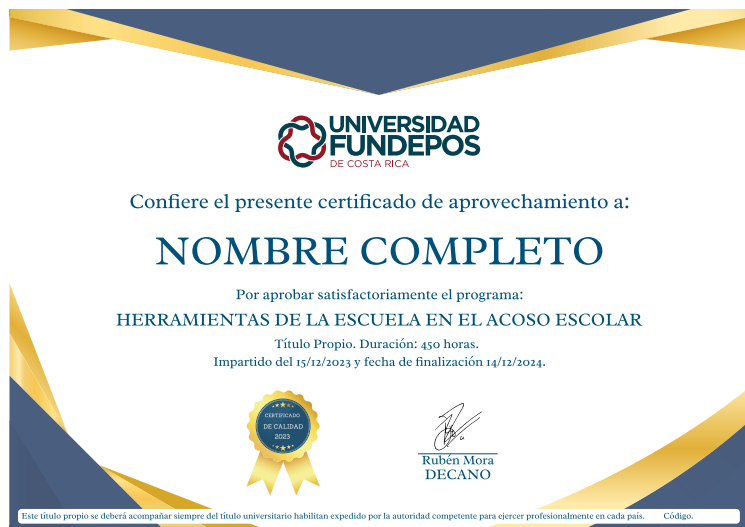 UNIVERSIDAD
FUNDEPOS
DE COSTA RICA
Confiere el presente certificado de aprovechamiento a:
NOMBRE COMPLETO
Por aprobar satisfactoriamente el programa:
HERRAMIENTAS DE LA ESCUELA EN EL ACOSO ESCOLAR
Título Propio. Duración: 450 horas.
Impartido del 15/12/2023 y fecha de finalización 14/12/2024.
CERTIFICADO
DE CALIDAD
2023
Rubén Mora
DECANO
Este título propio se deberá acompañar siempre del título universitario habilitan expedido por la autoridad competente para ejercer profesionalmente en cada país. Código.